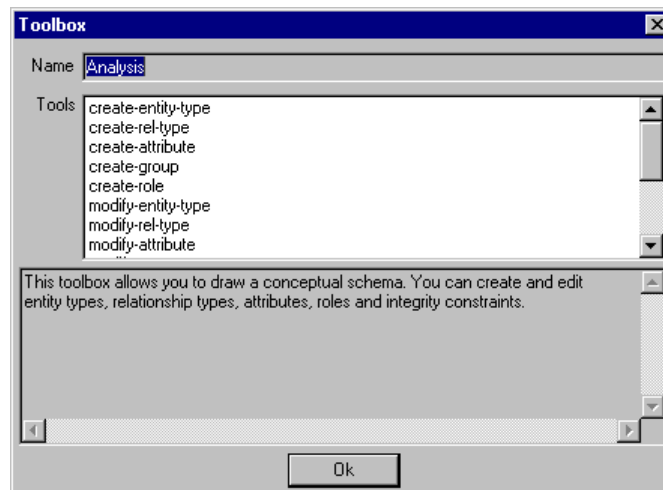 Toolbox
Name Analysis
Tools create-entity-type
create-rel-type
create-attribute
create-group
create-role
modify-entity-type
modify-rel-type
modify-attribute
This toolbox allows you to draw a conceptual schema. You can create and edit
entity types, relationship types, attributes, roles and integrity constraints.
Ok